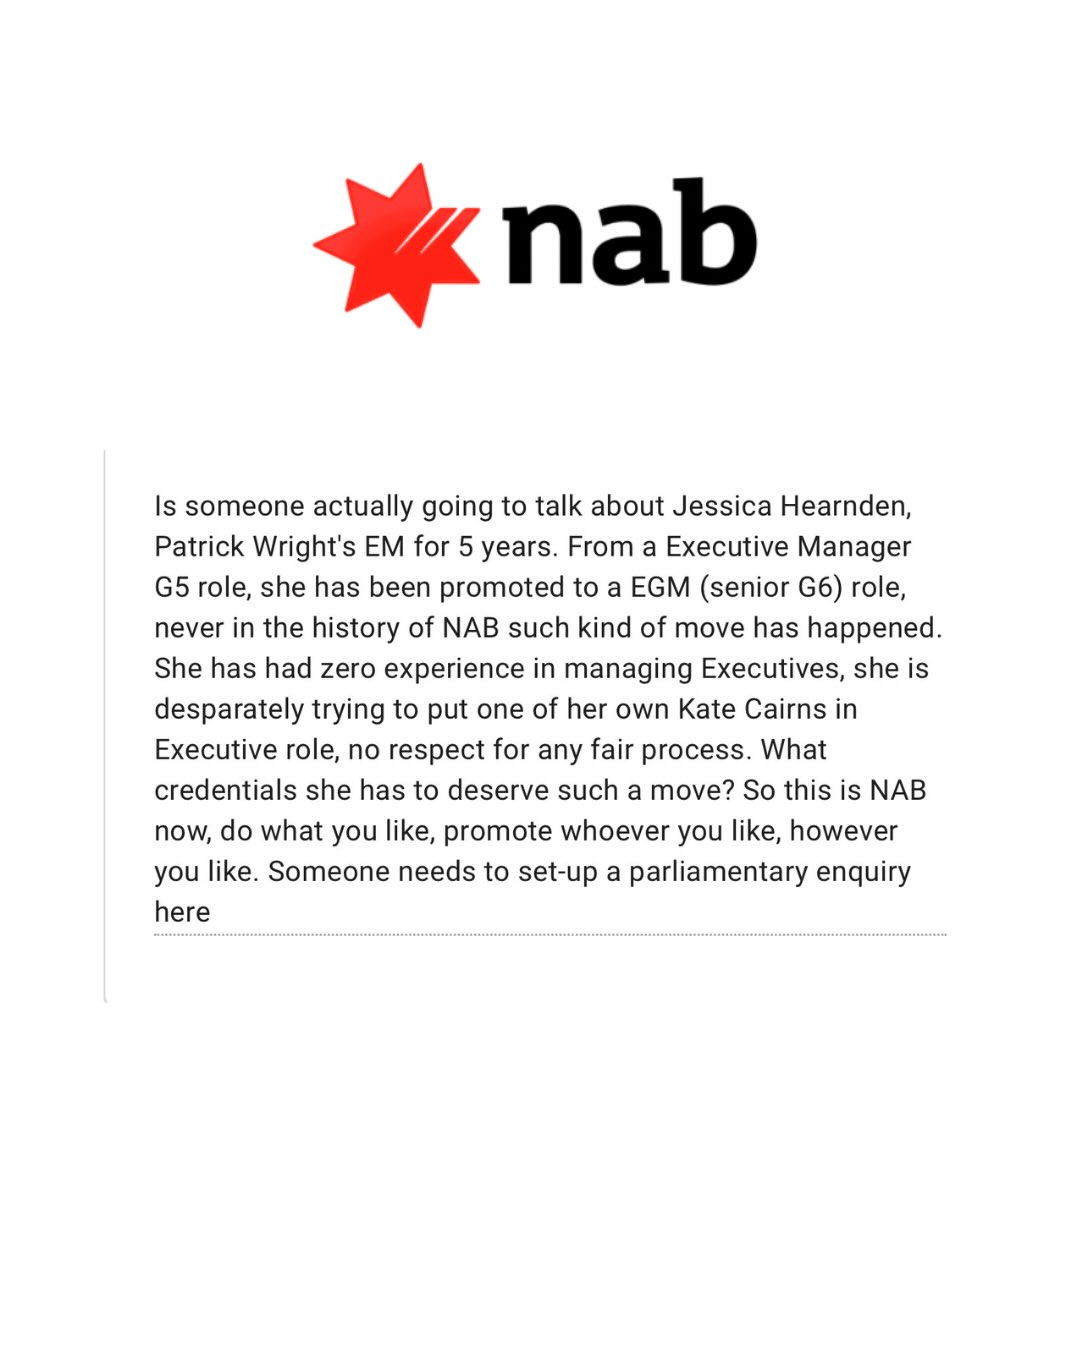 nab
Is someone actually going to talk about Jessica Hearnden,
Patrick Wright's EM for 5 years. From a Executive Manager
G5 role, she has been promoted to a EGM (senior G6) role,
never in the history of NAB such kind of move has happened.
She has had zero experience in managing Executives, she is
desparately trying to put one of her own Kate Cairns in
Executive role, no respect for any fair process. What
credentials she has to deserve such a move? So this is NAB
now, do what you like, promote whoever you like, however
you like. Someone needs to set-up a parliamentary enquiry
here